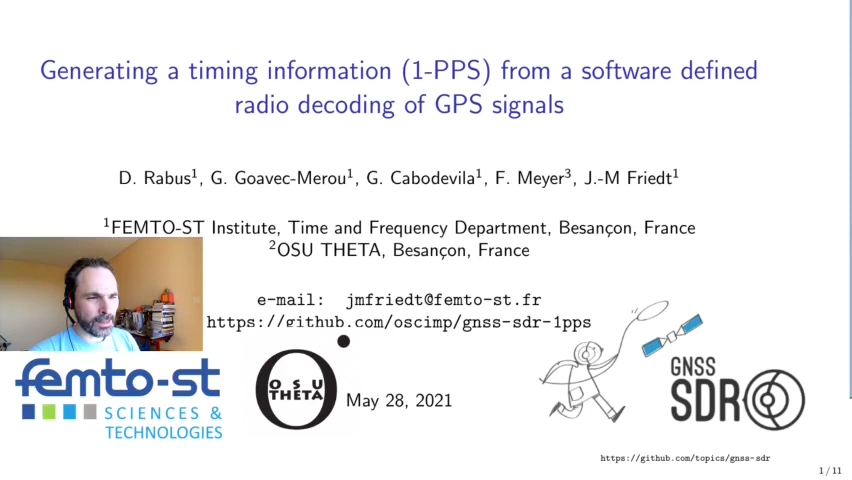 Generating a timing information (1-PPS) from a software defined
radio decoding of GPS signals
D. Rabus¹, G. Goavec-Merou¹, G. Cabodevila¹, F. Meyer³, J.-M Friedt¹
¹FEMTO-ST Institute, Time and Frequency Department, Besançon, France
²OSU THETA, Besançon, France
e-mail: jmfriedt@femto-st.fr
https://github.com/oscimp/gnss-sdr-1pps
femto-st
SCIENCES &
TECHNOLOGIES
OSU
THETA
May 28, 2021
GNSS
SDR
https://github.com/topics/gnss-sdr
1 / 11